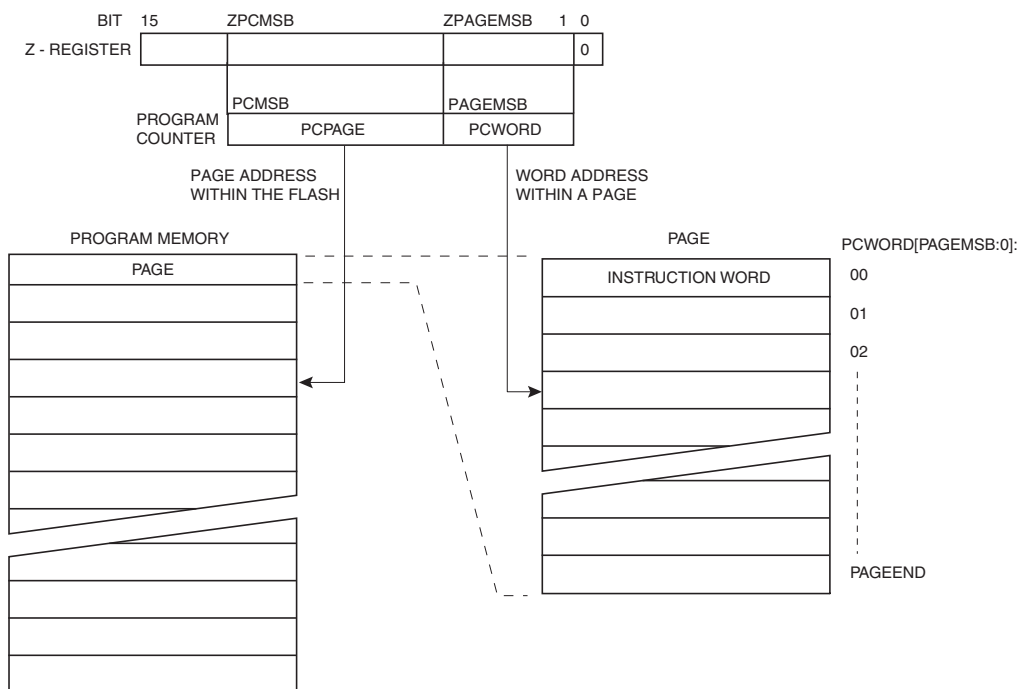 BIT 15 ZPCMSB ZPAGEMSB 1 0
Z - REGISTER 0
PCMSB PAGEMSB
PROGRAM
COUNTER
PCPAGE PCWORD
PAGE ADDRESS
WITHIN THE FLASH
WORD ADDRESS
WITHIN A PAGE
PROGRAM MEMORY
PAGE
PAGE
PCWORD[PAGEMSB:0]:
INSTRUCTION WORD
00
01
02
PAGEEND